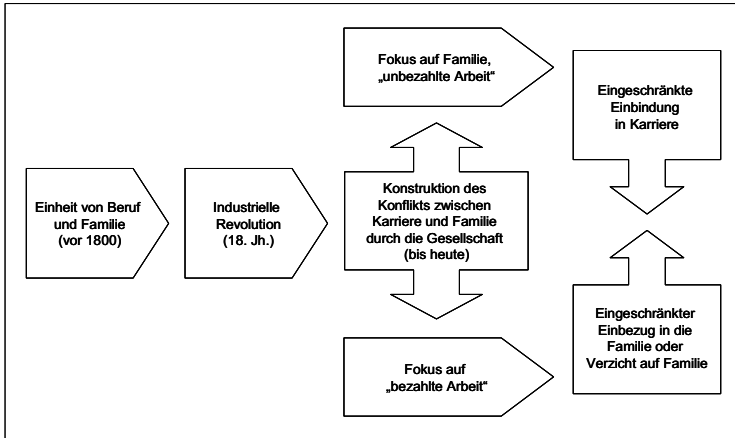 Fokus auf Familie,
„unbezahlte Arbeit“
Eingeschränkte
Einbindung
in Karriere
Einheit von Beruf
und Familie
(vor 1800)
Industrielle
Revolution
(18. Jh.)
Konstruktion des
Konflikts zwischen
Karriere und Familie
durch die Gesellschaft
(bis heute)
Fokus auf
„bezahlte Arbeit“
Eingeschränkter
Einbezug in die
Familie oder
Verzicht auf Familie